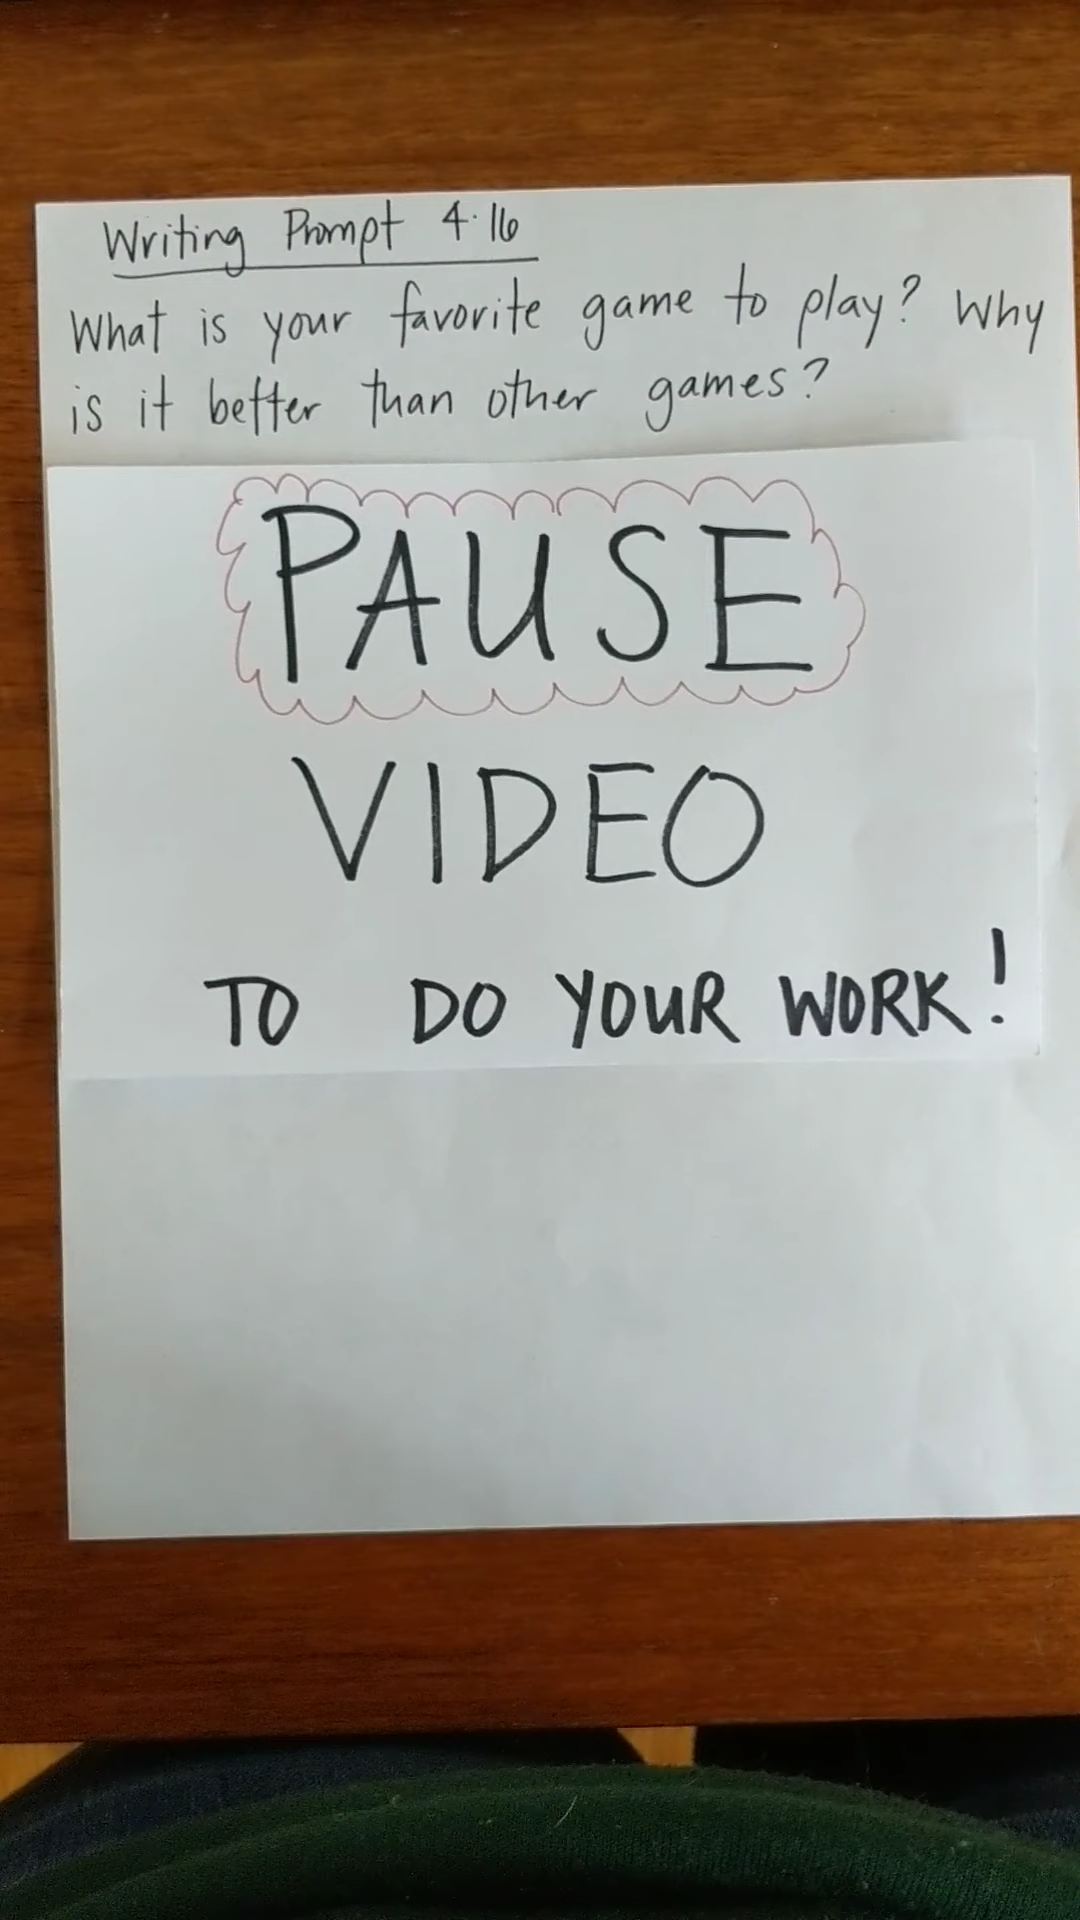 Writing Prompt 4.16
What is your favorite game to play? Why
is it better than other games?
PAUSE
VIDEO
TO DO YOUR WORK!